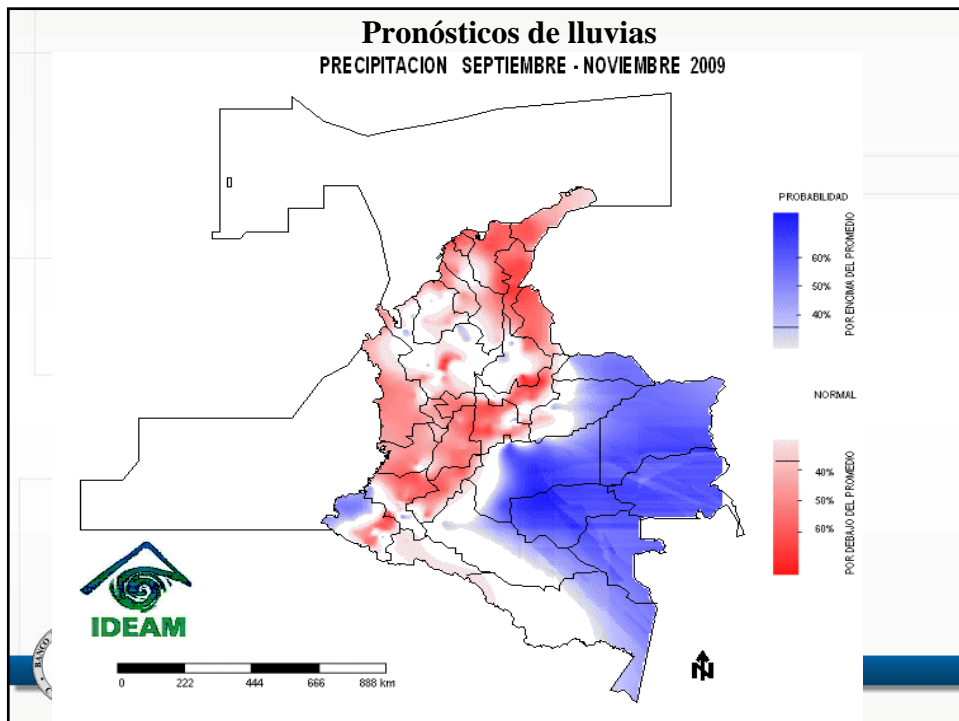 Pronósticos de lluvias
PRECIPITACION SEPTIEMBRE - NOVIEMBRE 2009
PROBABILIDAD
60%
50%
40%
POR ENCIMA DEL PROMEDIO
NORMAL
40%
50%
60%
POR DEBAJO DEL PROMEDIO
IDEAM
BANCO
0 222 444 666 888 km
N